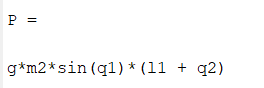 P =
g*m2*sin(q1)*(l1 + q2)